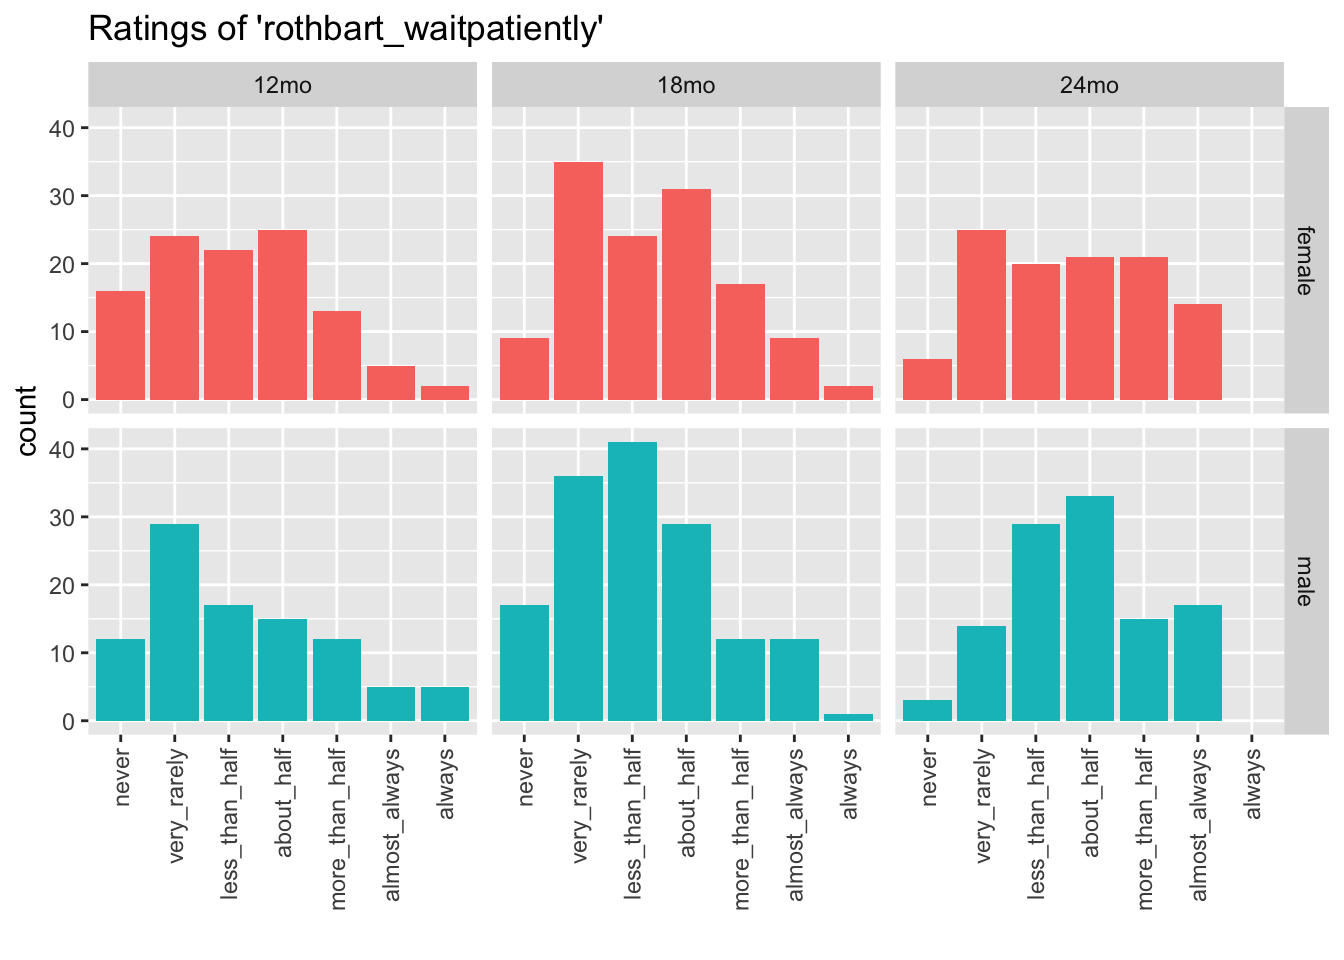 Ratings of 'rothbart_waitpatiently'
12mo 18mo 24mo
count
40
30
20
10
0
female
40
30
20
10
0
male
never very_rarely less_than_half about_half more_than_half almost_always always
never very_rarely less_than_half about_half more_than_half almost_always always
never very_rarely less_than_half about_half more_than_half almost_always always